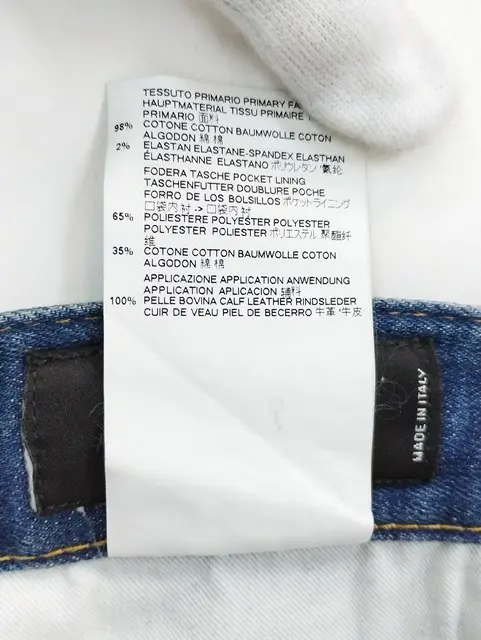 TESSUTO PRIMARIO PRIMARY
HAUPTMATERIAL TISSU PRIMAIRE
PRIMARIO 面料
98% COTONE COTTON BAUMWOLLE COTON
ALGODON 綿 棉
2% ELASTAN ELASTANE-SPANDEX ELASTHAN
ÉLASTHANNE ELASTANO ポリウレタン 氨纶
FODERA TASCHE POCKET LINING
TASCHENFUTTER DOUBLURE POCHE
FORRO DE LOS BOLSILLOS ポケットライニング
口袋内衬 -> 口袋内衬
65% POLIESTERE POLYESTER POLYESTER
POLYESTER POLIESTER ポリエステル 聚酯纤
维
35% COTONE COTTON BAUMWOLLE COTON
ALGODON 綿 棉
APPLICAZIONE APPLICATION ANWENDUNG
APPLICATION APLICACION 辅料
100% PELLE BOVINA CALF LEATHER RINDSLEDER
CUIR DE VEAU PIEL DE BECERRO 牛革 牛皮
MADE IN ITALY